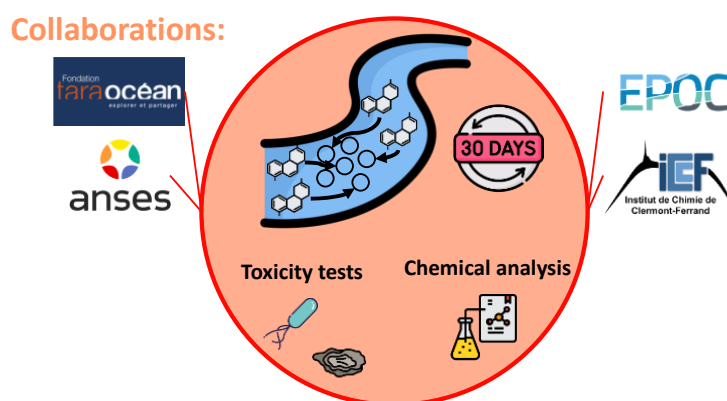 Collaborations:
Fondation
taraocéan
explorer et partager
anses
30 DAYS
EPOC
iCCF
Institut de Chimie de
Clermont-Ferrand
Toxicity tests
Chemical analysis